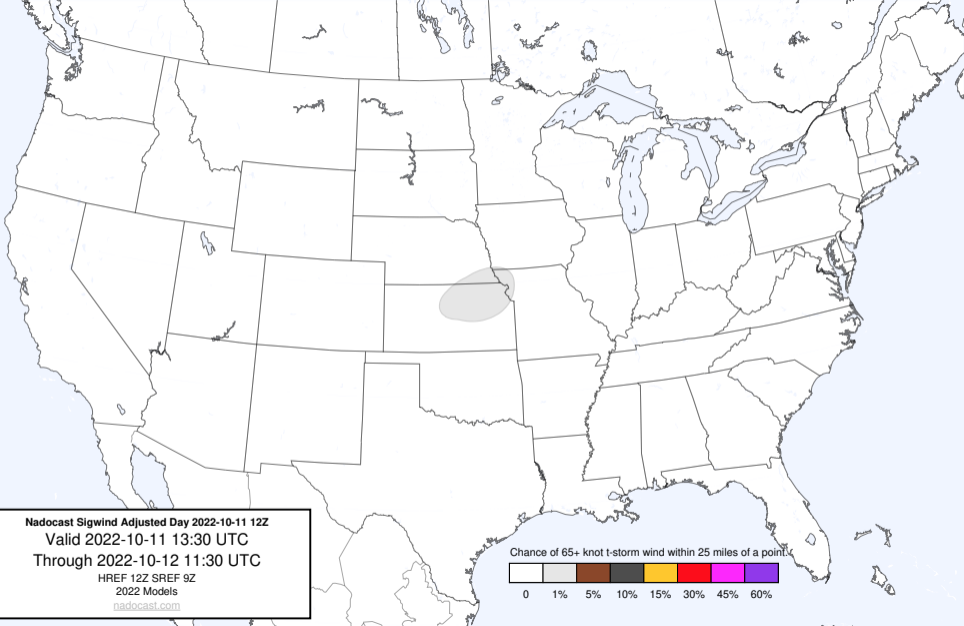 Nadocast Sigwind Adjusted Day 2022-10-11 12Z
Valid 2022-10-11 13:30 UTC
Through 2022-10-12 11:30 UTC
HREF 12Z SREF 9Z
2022 Models
nadocast.com
Chance of 65+ knot t-storm wind within 25 miles of a point.
0 1% 5% 10% 15% 30% 45% 60%